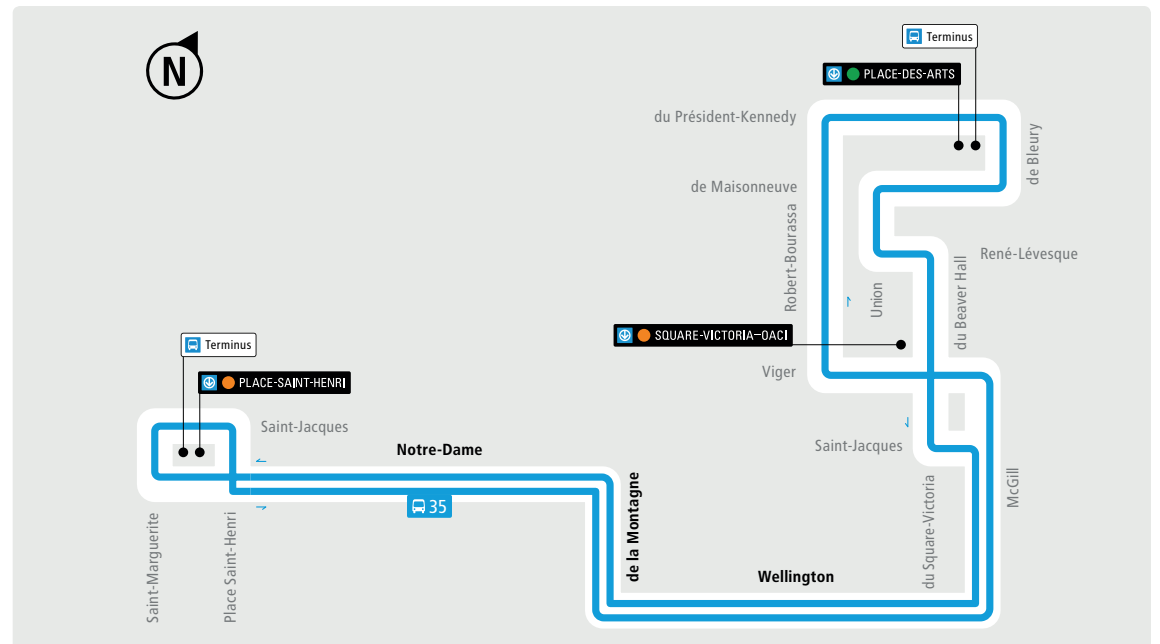 N
Terminus
PLACE-DES-ARTS
du Président-Kennedy
de Bleury
de Maisonneuve
Robert-Bourassa
René-Lévesque
Union
du Beaver Hall
SQUARE-VICTORIA–OACI
Terminus
Viger
PLACE-SAINT-HENRI
Saint-Jacques
Notre-Dame
Saint-Jacques
35
de la Montagne
du Square-Victoria
McGill
Saint-Marguerite
Place Saint-Henri
Wellington